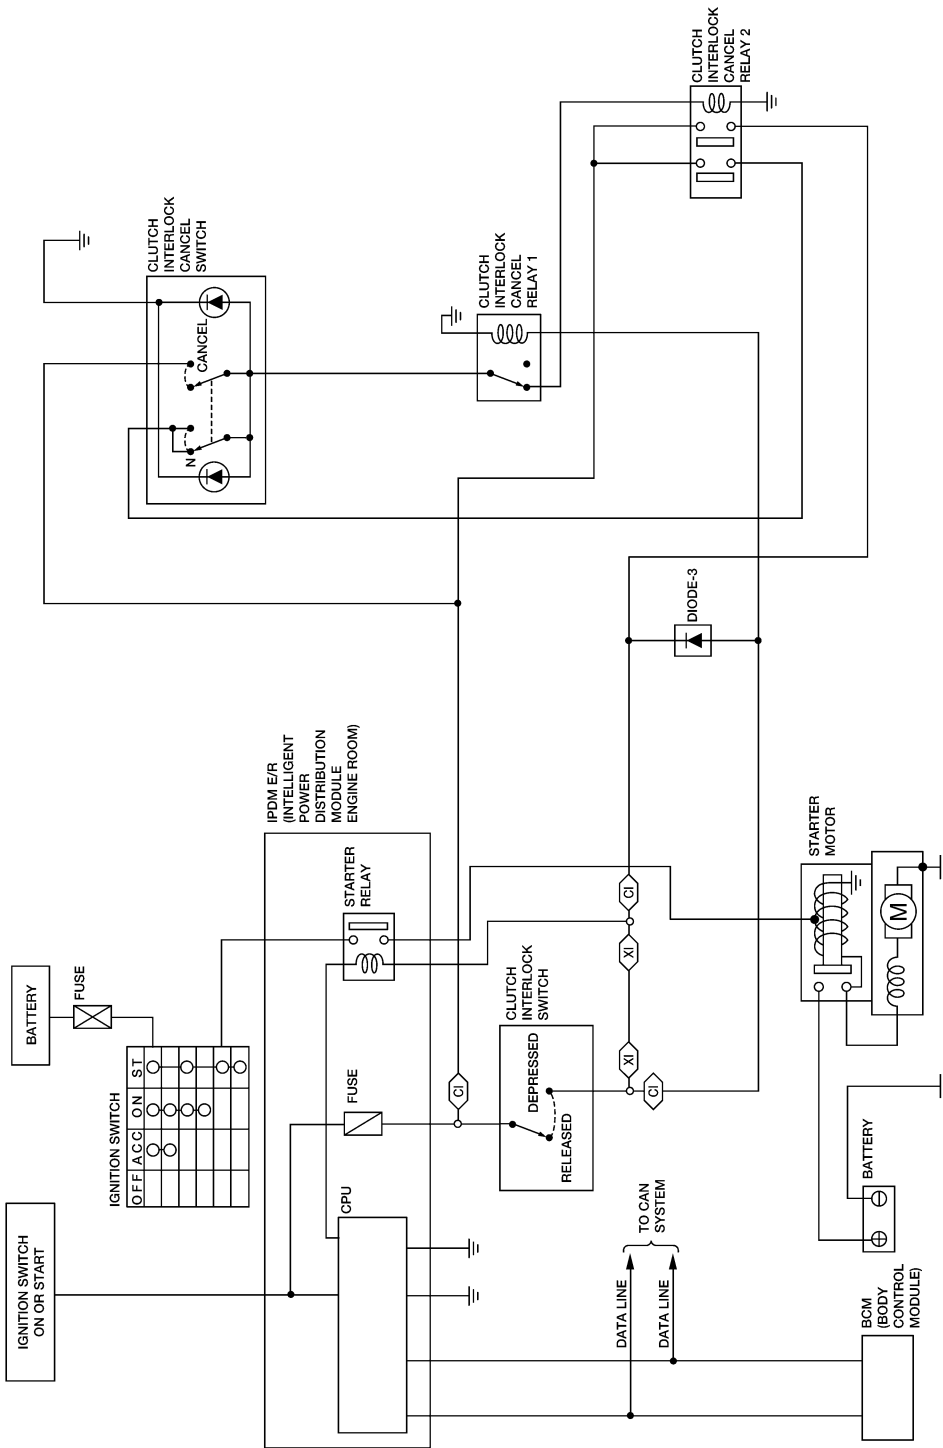 IGNITION SWITCH
ON OR START
BATTERY
FUSE
IGNITION SWITCH
OFF
ACC
ON
ST
IPDM E/R
(INTELLIGENT
POWER
DISTRIBUTION
MODULE
ENGINE ROOM)
CPU
FUSE
STARTER
RELAY
CI
CLUTCH
INTERLOCK
SWITCH
RELEASED
DEPRESSED
XI
CI
XI
CI
CLUTCH
INTERLOCK
CANCEL
SWITCH
N
CANCEL
CLUTCH
INTERLOCK
CANCEL
RELAY 1
CLUTCH
INTERLOCK
CANCEL
RELAY 2
DIODE-3
STARTER
MOTOR
M
BATTERY
TO CAN
SYSTEM
DATA LINE
DATA LINE
BCM
(BODY
CONTROL
MODULE)